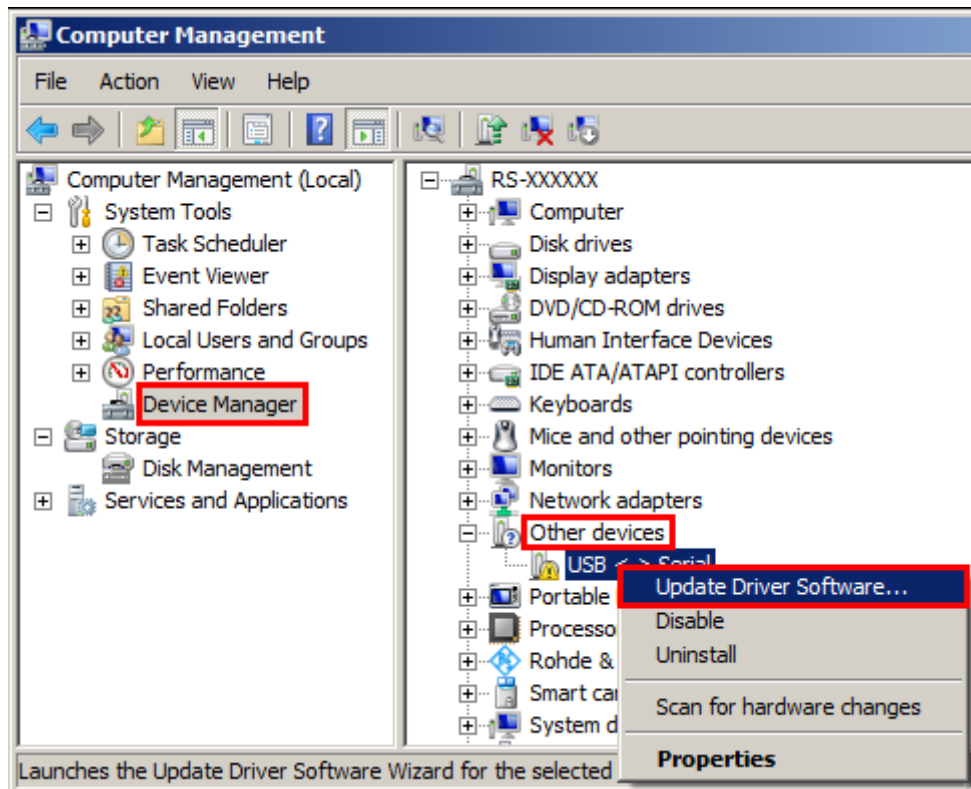 Computer Management
File Action View Help
Computer Management (Local)
System Tools
Task Scheduler
Event Viewer
Shared Folders
Local Users and Groups
Performance
Device Manager
Storage
Disk Management
Services and Applications
RS-XXXXXX
Computer
Disk drives
Display adapters
DVD/CD-ROM drives
Human Interface Devices
IDE ATA/ATAPI controllers
Keyboards
Mice and other pointing devices
Monitors
Network adapters
Other devices
USB < > Serial
Portable
Processo
Rohde &
Smart car
System d
Update Driver Software...
Disable
Uninstall
Scan for hardware changes
Properties
Launches the Update Driver Software Wizard for the selected